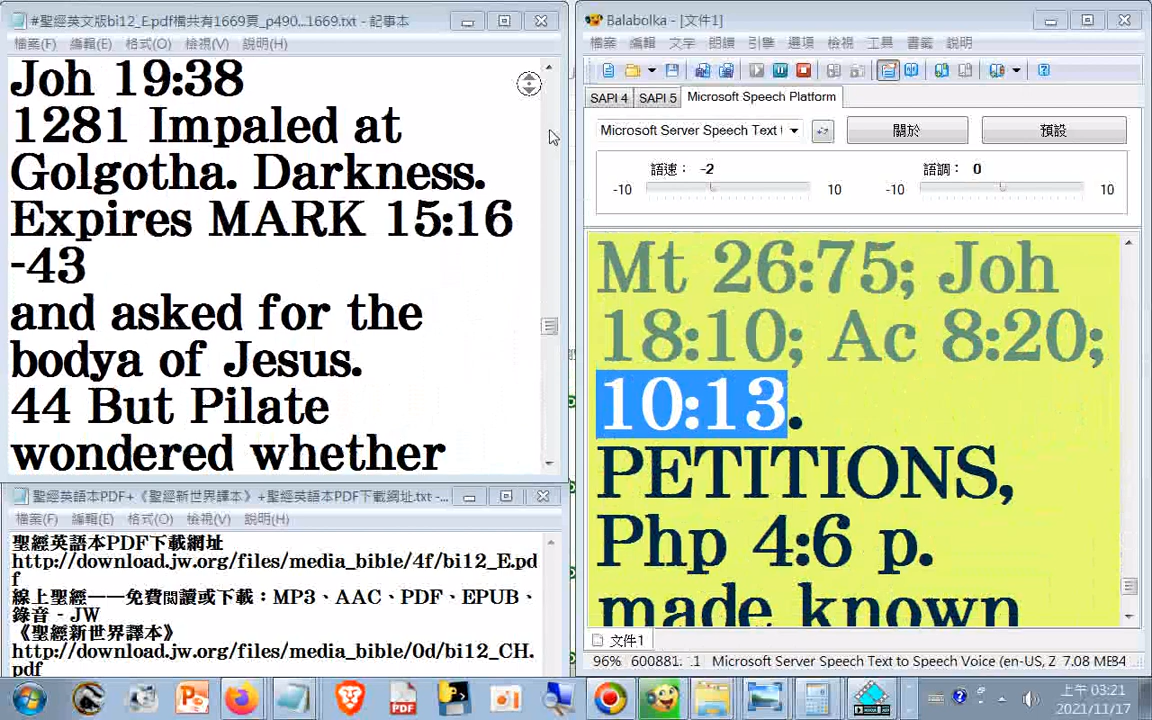 #聖經英文版bi12_E.pdf檔共有1669頁_p490...1669.txt - 記事本
檔案(F) 編輯(E) 格式(O) 檢視(V) 說明(H)
Joh 19:38
1281 Impaled at
Golgotha. Darkness.
Expires MARK 15:16
-43
and asked for the
bodya of Jesus.
44 But Pilate
wondered whether
聖經英語本PDF+《聖經新世界譯本》+聖經英語本PDF下載網址.txt -...
檔案(F) 編輯(E) 格式(O) 檢視(V) 說明(H)
聖經英語本PDF下載網址
http://download.jw.org/files/media_bible/4f/bi12_E.pd
f
線上聖經——免費閱讀或下載：MP3、AAC、PDF、EPUB、
錄音 - JW
《聖經新世界譯本》
http://download.jw.org/files/media_bible/0d/bi12_CH.
pdf
Balabolka - [文件1]
檔案 編輯 文字 朗讀 引擎 選項 檢視 工具 書籤 說明
SAPI 4 SAPI 5 Microsoft Speech Platform
Microsoft Server Speech Text 關於 預設
語速： -2 語調： 0
-10 10 -10 10
Mt 26:75; Joh
18:10; Ac 8:20;
10:13.
PETITIONS,
Php 4:6 p.
made known
文件1
96% 600881. .1 Microsoft Server Speech Text to Speech Voice (en-US, Z 7.08 MB
上午 03:21
2021/11/17